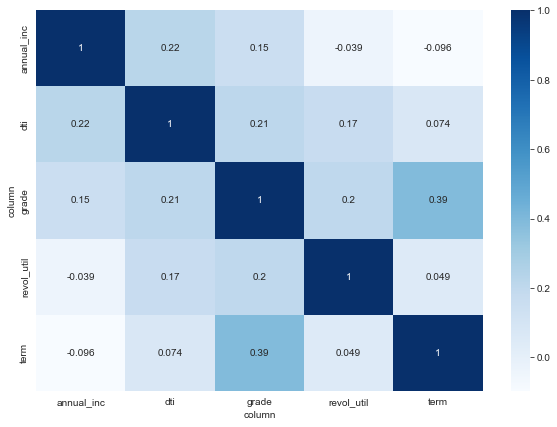 1.0
annual_inc 1 0.22 0.15 -0.039 -0.096
0.8
dti 0.22 1 0.21 0.17 0.074
0.6
column
grade 0.15 0.21 1 0.2 0.39
0.4
revol_util -0.039 0.17 0.2 1 0.049
0.2
term -0.096 0.074 0.39 0.049 1
0.0
annual_inc dti grade revol_util term
column